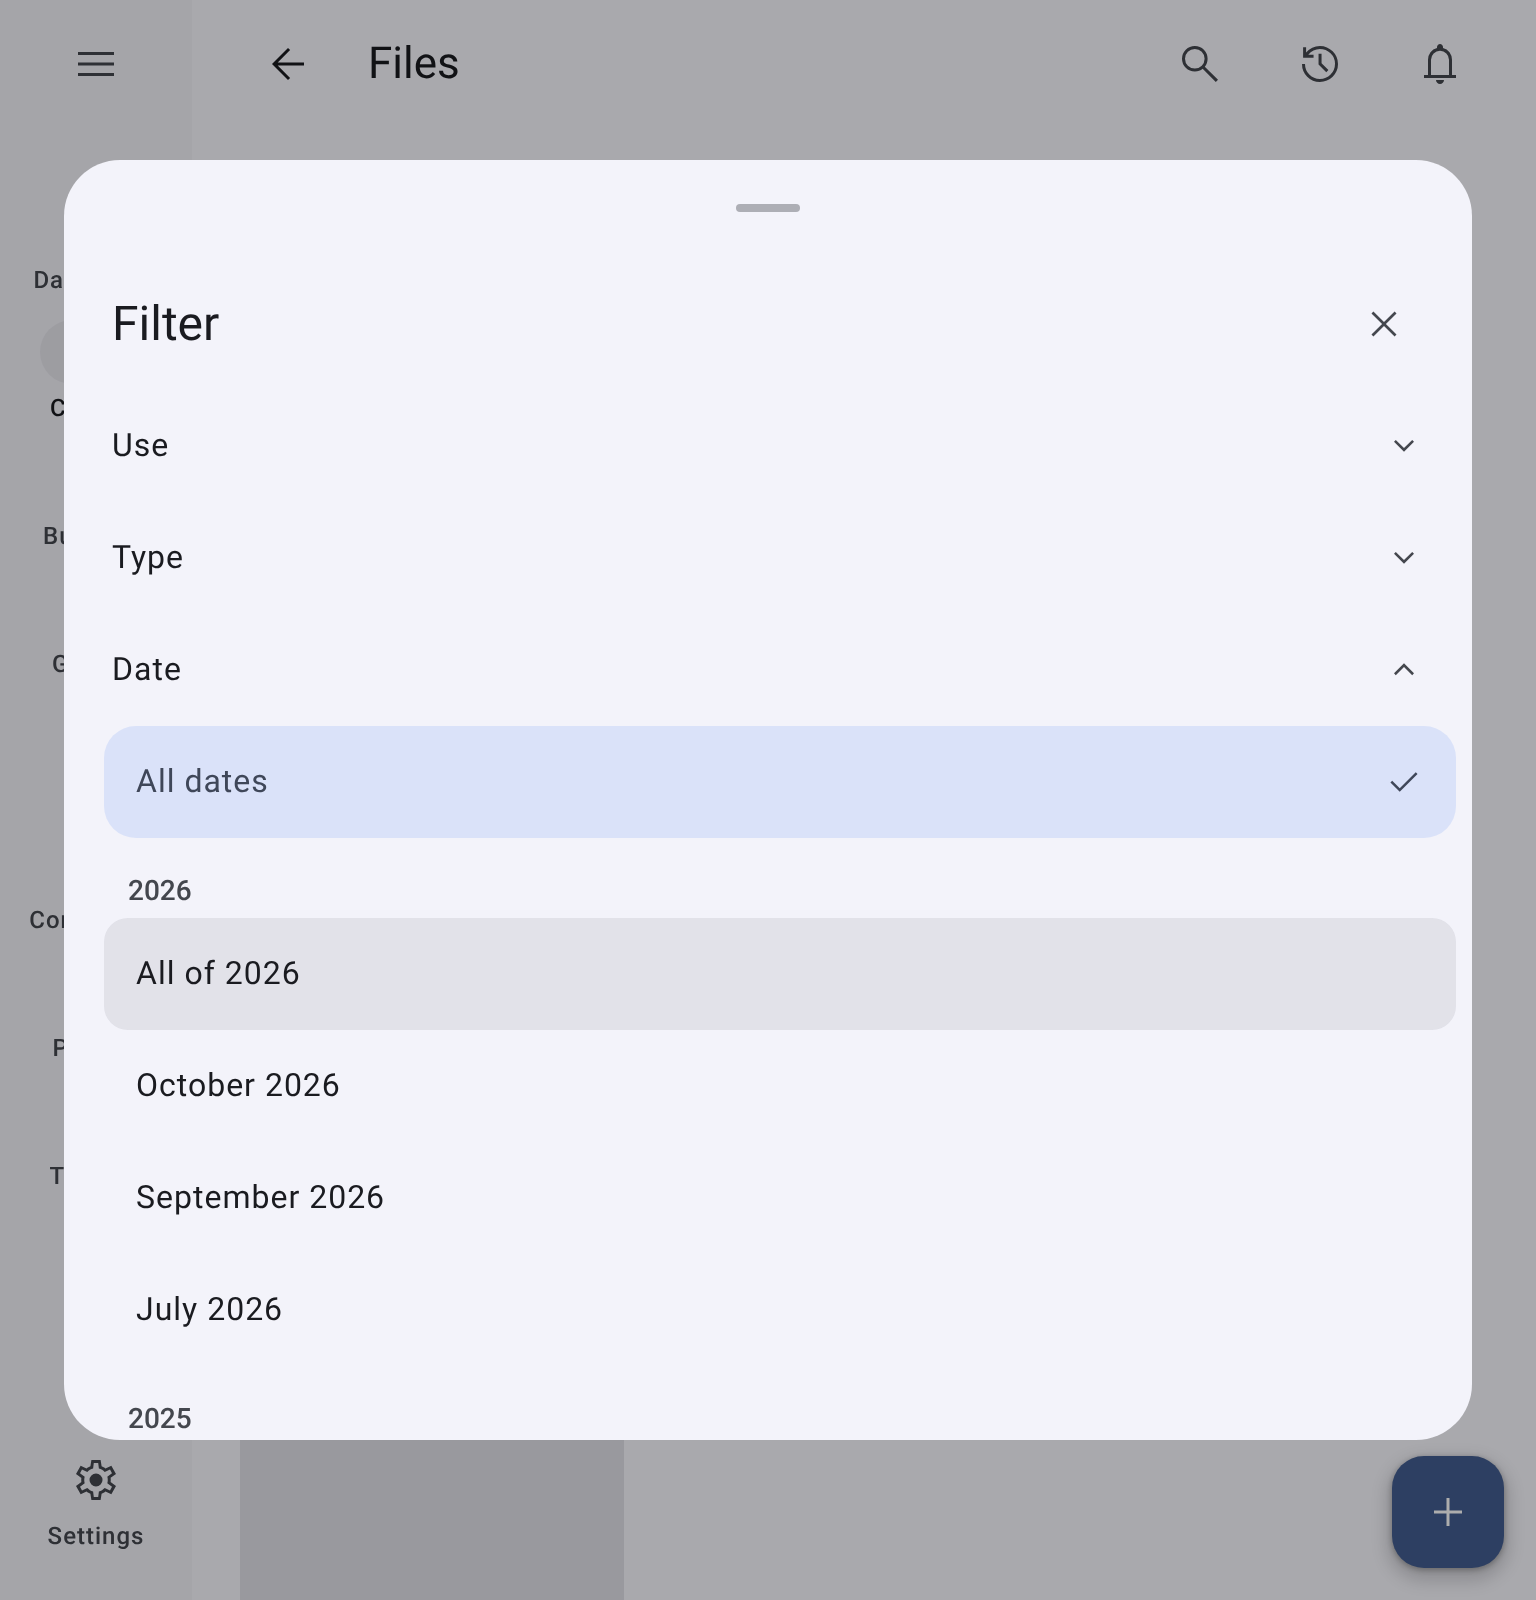 Files
Filter
Use
Type
Date
All dates
2026
All of 2026
October 2026
September 2026
July 2026
2025
Settings